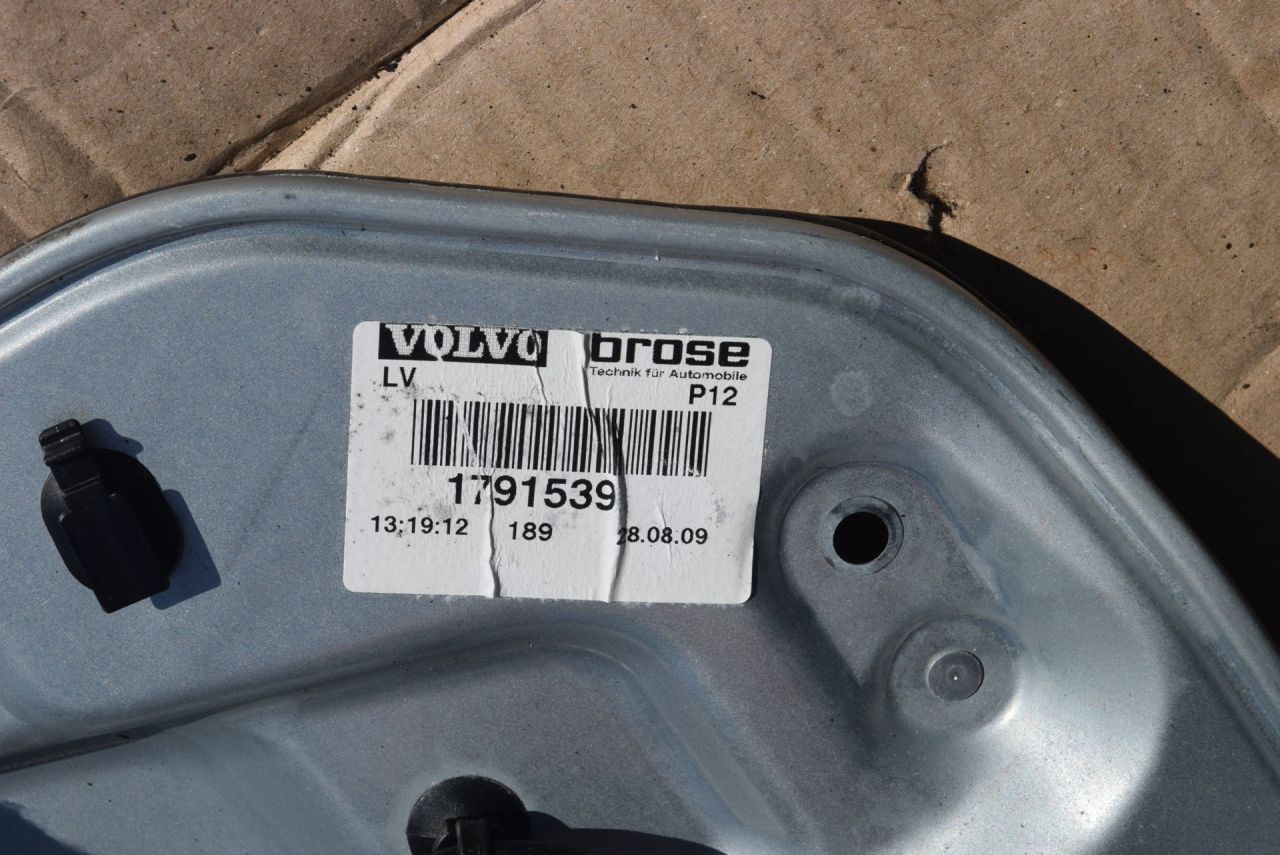 VOLVO brose
Technik für Automobile
LV P12
1791539
13:19:12 189 28.08.09